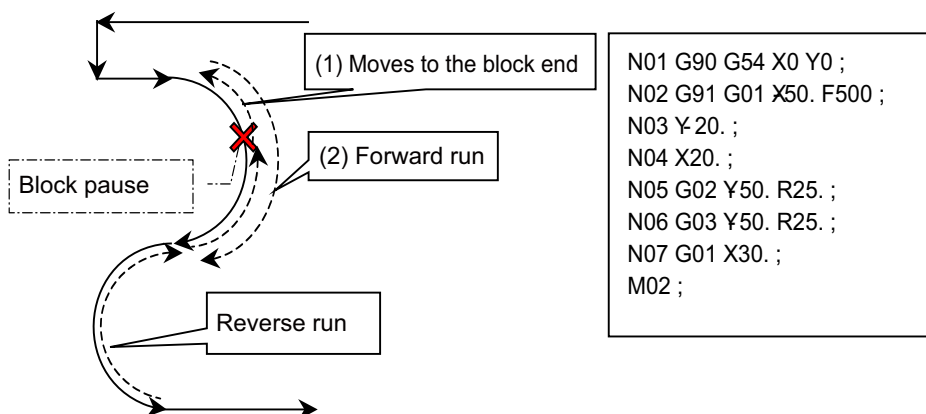 (1) Moves to the block end
(2) Forward run
Block pause
Reverse run
N01 G90 G54 X0 Y0 ;
N02 G91 G01 X-50. F500 ;
N03 Y-20. ;
N04 X20. ;
N05 G02 Y-50. R25. ;
N06 G03 Y-50. R25. ;
N07 G01 X30. ;
M02 ;